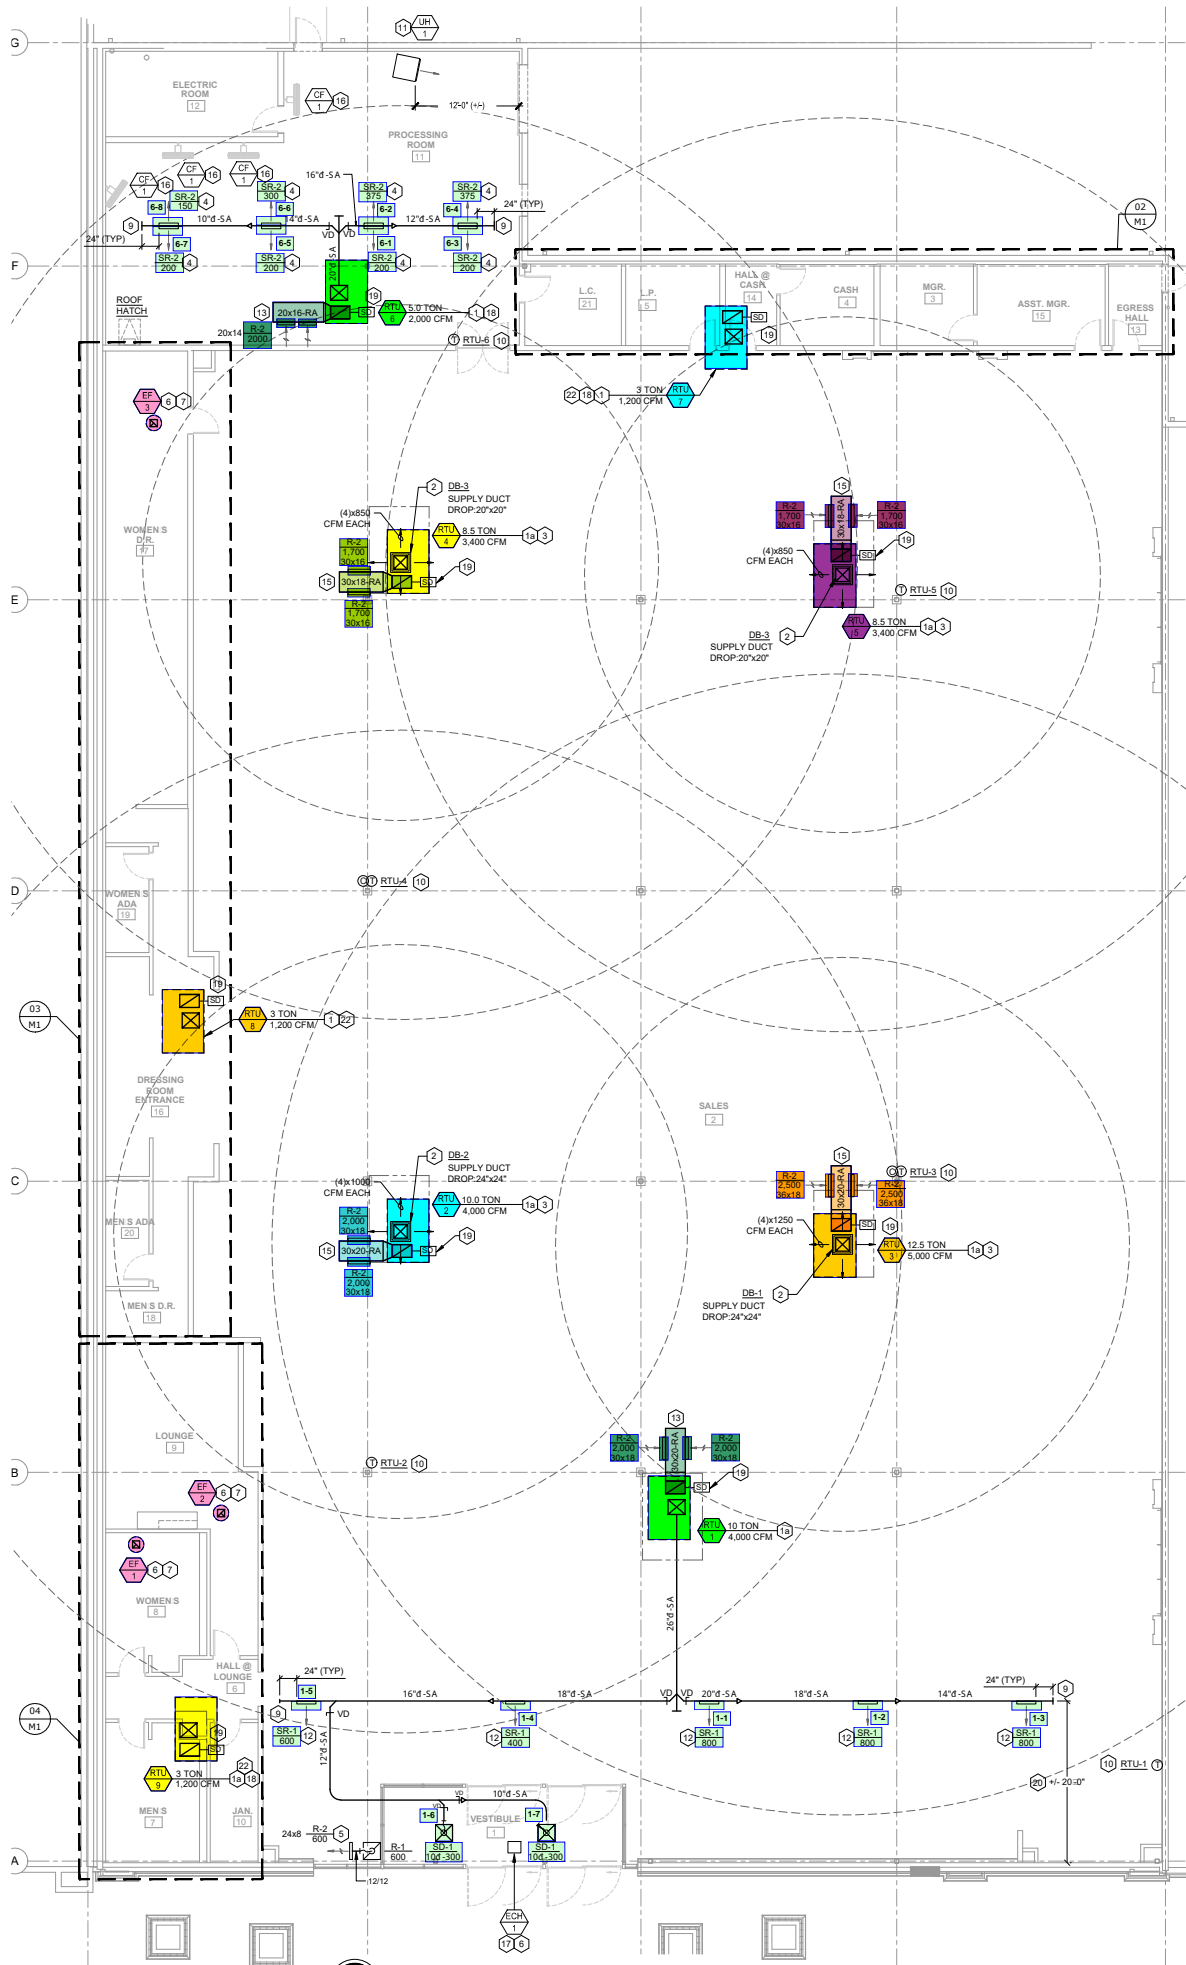 G
11
UH
1
ELECTRIC
ROOM
12
CF
1
16
12'-0" (+/-)
PROCESSING
ROOM
11
CF
1
16
CF
1
16
CF
1
16
16"ø-SA
SR-2
150
4
SR-2
300
4
SR-2
375
4
SR-2
375
4
24" (TYP)
6-8
6-6
6-2
6-4
9
10"ø-SA
14"ø-SA
VD
VD
12"ø-SA
9
24" (TYP)
6-7
6-5
6-1
6-3
SR-2
200
4
SR-2
200
4
SR-2
200
4
SR-2
200
4
20"ø-SA
02
M1
F
ROOF
HATCH
13
20x16-RA
19
SD
RTU
6
5.0 TON
2,000 CFM
1
18
20x14
R-2
2000
T
RTU-6
10
L.C.
21
L.P.
5
HALL @
CASH
14
CASH
4
MGR.
3
ASST. MGR.
15
EGRESS
HALL
13
SD
19
22
18
1
3 TON
1,200 CFM
RTU
7
EF
3
6
7
WOMEN'S
D.R.
17
2
DB-3
SUPPLY DUCT
DROP:20"x20"
(4)x850
CFM EACH
RTU
4
8.5 TON
3,400 CFM
1a
3
R-2
1,700
30x16
15
30x18-RA
SD
19
R-2
1,700
30x16
15
R-2
1,700
30x16
30x18-RA
R-2
1,700
30x16
(4)x850
CFM EACH
SD
19
T
RTU-5
10
RTU
5
8.5 TON
3,400 CFM
1a
3
DB-3
SUPPLY DUCT
DROP:20"x20"
2
E
D
C
T
RTU-4
10
WOMEN'S
ADA
19
03
M1
19
SD
RTU
8
3 TON
1,200 CFM
1
22
DRESSING
ROOM
ENTRANCE
16
SALES
2
C
2
DB-2
SUPPLY DUCT
DROP:24"x24"
(4)x1000
CFM EACH
RTU
2
10.0 TON
4,000 CFM
1a
3
R-2
2,000
30x18
15
30x20-RA
SD
19
R-2
2,000
30x18
15
R-2
2,500
36x18
30x20-RA
R-2
2,500
36x18
C
T
RTU-3
10
(4)x1250
CFM EACH
SD
19
RTU
3
12.5 TON
5,000 CFM
1a
3
DB-1
SUPPLY DUCT
DROP:24"x24"
2
MEN'S ADA
20
MEN'S D.R.
18
LOUNGE
9
13
R-2
2,000
30x18
30x20-RA
R-2
2,000
30x18
B
T
RTU-2
10
SD
19
EF
2
6
7
RTU
1
10 TON
4,000 CFM
1a
EF
1
6
7
WOMEN'S
8
26"ø-SA
HALL @
LOUNGE
6
24" (TYP)
1-5
16"ø-SA
18"ø-SA
VD
VD
20"ø-SA
18"ø-SA
14"ø-SA
24" (TYP)
9
9
VD
1-4
1-1
1-2
1-3
SR-1
600
12
12
SR-1
400
12
SR-1
800
12
SR-1
800
12
SR-1
800
04
M1
19
SD
12"ø-SA
22
RTU
9
3 TON
1,200 CFM
1a
18
10
RTU-1
T
20
+/- 20'-0"
10"ø-SA
MEN'S
7
JAN.
10
1-6
VESTIBULE
1
1-7
24x8
R-2
600
5
R-1
600
SD-1
10ø-300
SD-1
10ø-300
A
12/12
ECH
1
17
6